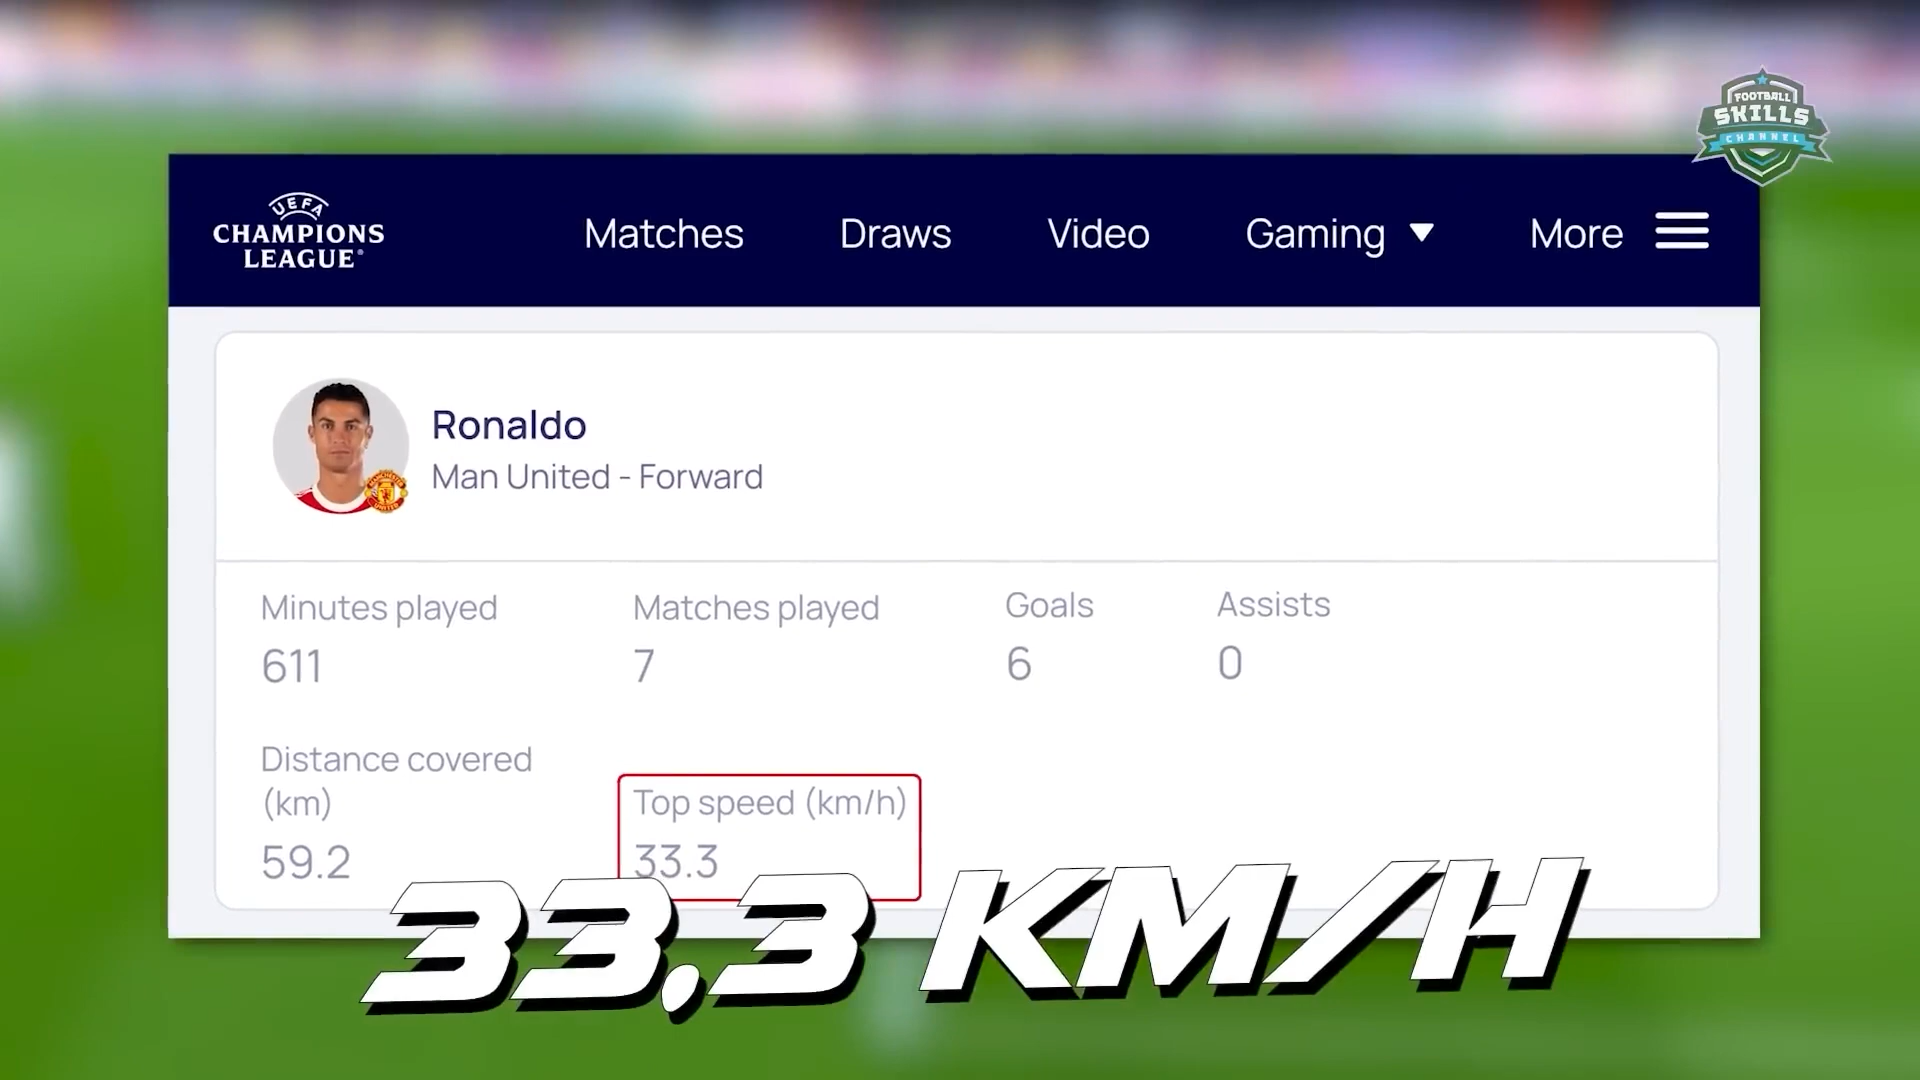 FOOTBALL
SKILLS
CHANNEL
UEFA
CHAMPIONS
LEAGUE
Matches
Draws
Video
Gaming
More
Ronaldo
Man United - Forward
Minutes played
Matches played
Goals
Assists
611
7
6
0
Distance covered
(km)
Top speed (km/h)
59.2
33.3
33,3 KM/H